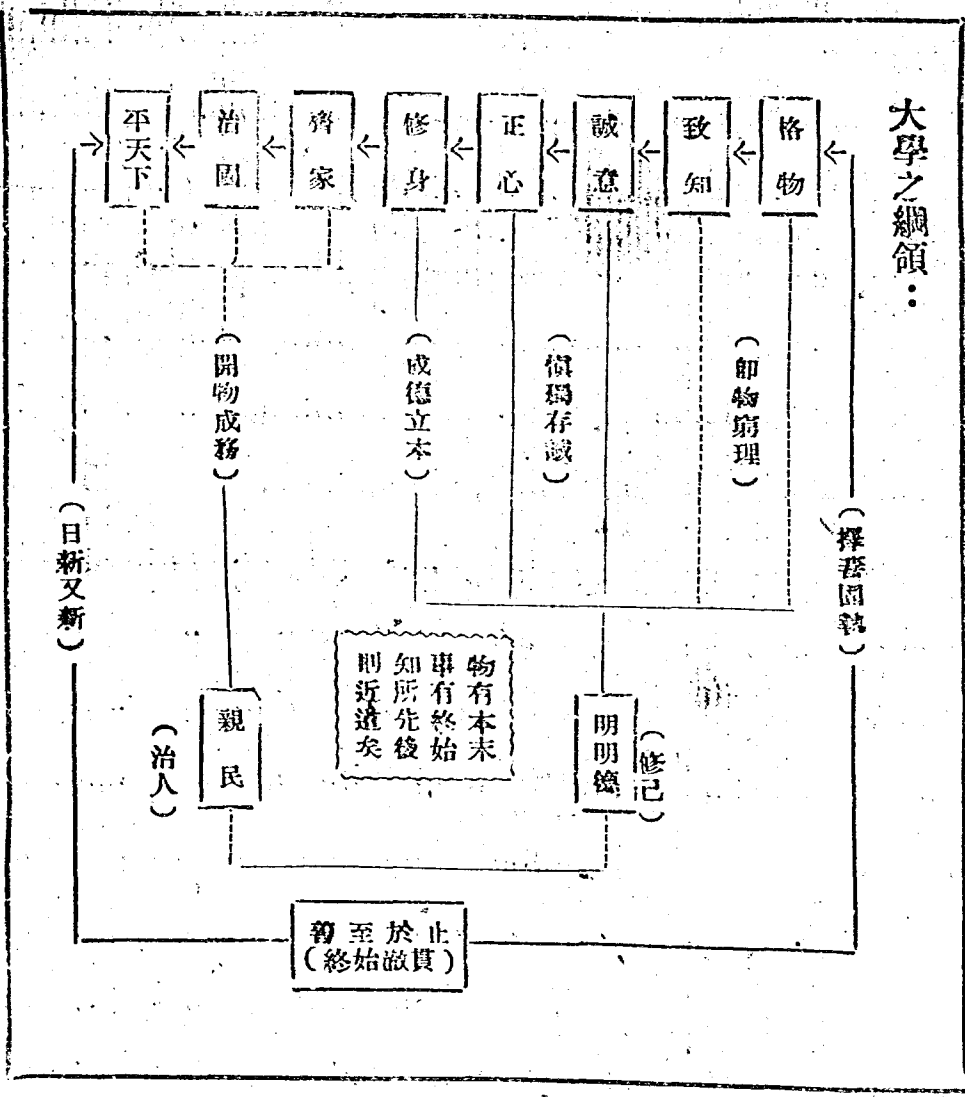 大學之綱領：
格物
致知
誠意
正心
修身
齊家
治國
平天下
（即物窮理）
（慎獨存誠）
（成德立本）
（開物成務）
（擇善固執）
（日新又新）
物有本末
事有終始
知所先後
則近道矣
明明德
（修己）
親民
（治人）
止於至善
（終始徹貫）